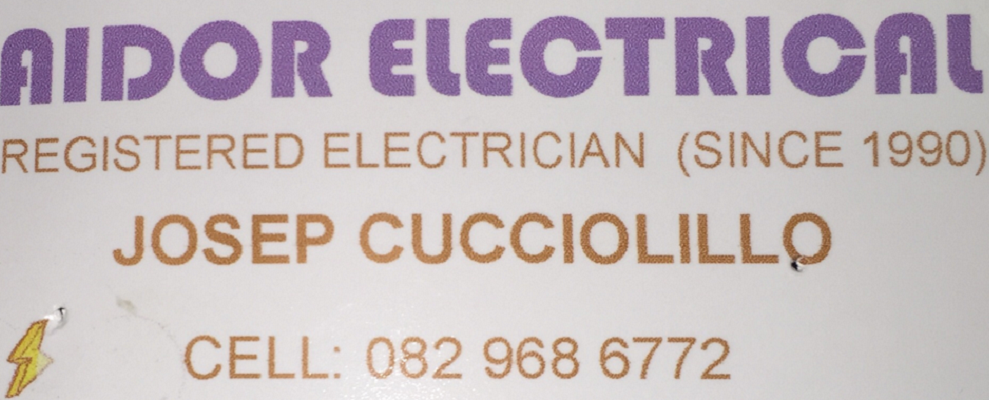 AIDOR ELECTRICAL
REGISTERED ELECTRICIAN (SINCE 1990)
JOSEP CUCCIOLILLO
CELL: 082 968 6772